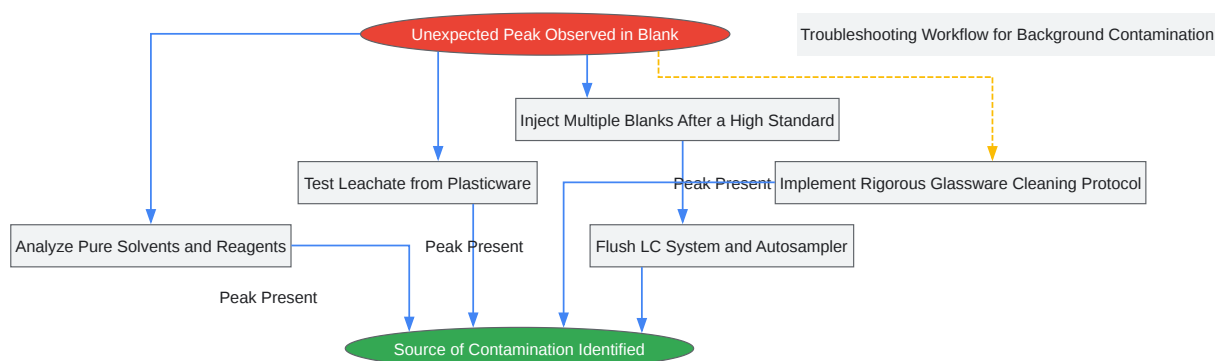 Unexpected Peak Observed in Blank
Troubleshooting Workflow for Background Contamination
Inject Multiple Blanks After a High Standard
Test Leachate from Plasticware
Peak Present
Implement Rigorous Glassware Cleaning Protocol
Analyze Pure Solvents and Reagents
Peak Present
Flush LC System and Autosampler
Peak Present
Source of Contamination Identified